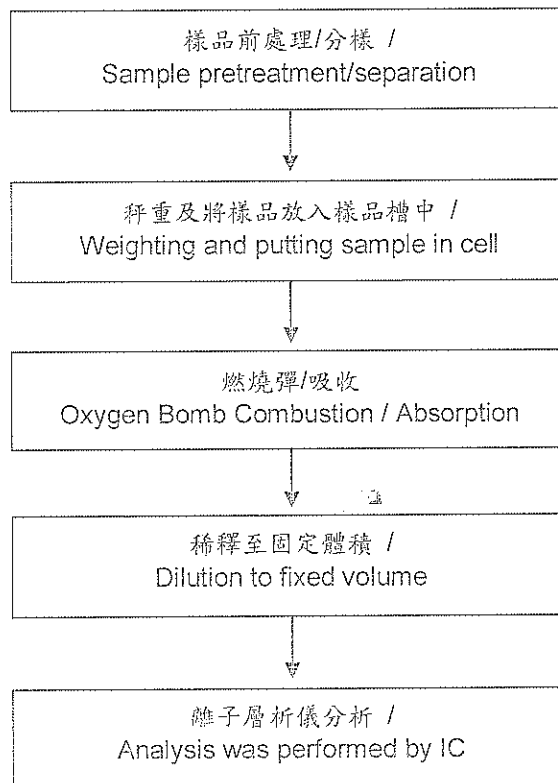 樣品前處理/分樣 /
Sample pretreatment/separation
秤重及將樣品放入樣品槽中 /
Weighting and putting sample in cell
燃燒彈/吸收
Oxygen Bomb Combustion / Absorption
稀釋至固定體積 /
Dilution to fixed volume
離子層析儀分析 /
Analysis was performed by IC